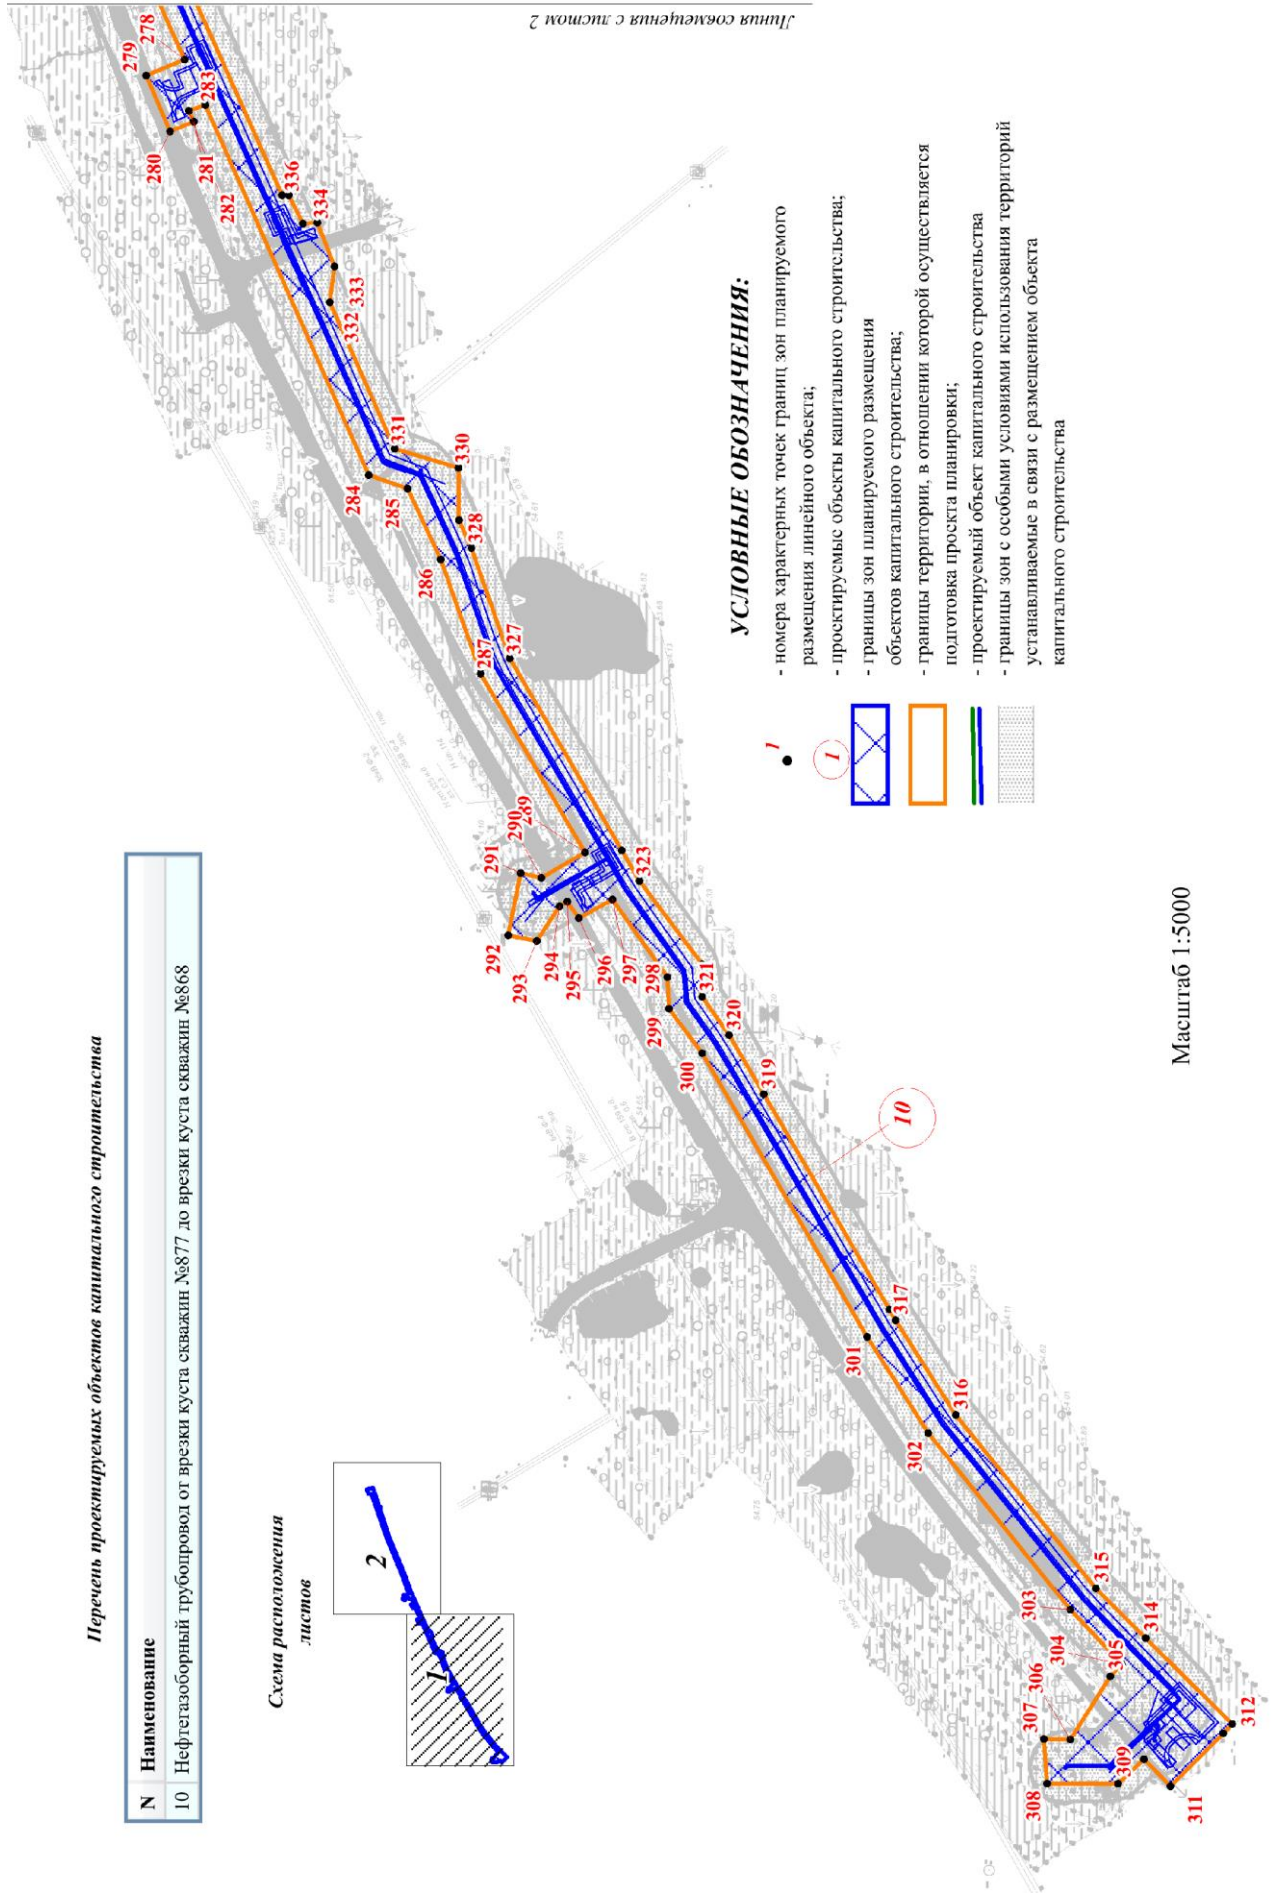 Перечень проектируемых объектов капитального строительства
N Наименование
10 Нефтегазоборный трубопровод от врезки куста скважин №877 до врезки куста скважин №868
Схема расположения
листов
1
2
Линия совмещения с листом 2
278
279
280
281
282
283
284
285
286
287
289
290
291
292
293
294
295
296
297
298
299
300
301
302
303
304
305
306
307
308
309
311
312
314
315
316
317
319
320
321
323
327
328
330
331
332
333
334
336
10
УСЛОВНЫЕ ОБОЗНАЧЕНИЯ:
1
- номера характерных точек границ зон планируемого
размещения линейного объекта;
1
- проектируемые объекты капитального строительства;
- границы зон планируемого размещения
объектов капитального строительства;
- границы территории, в отношении которой осуществляется
подготовка проекта планировки;
- проектируемый объект капитального строительства
- границы зон с особыми условиями использования территорий
устанавливаемые в связи с размещением объекта
капитального строительства
Масштаб 1:5000